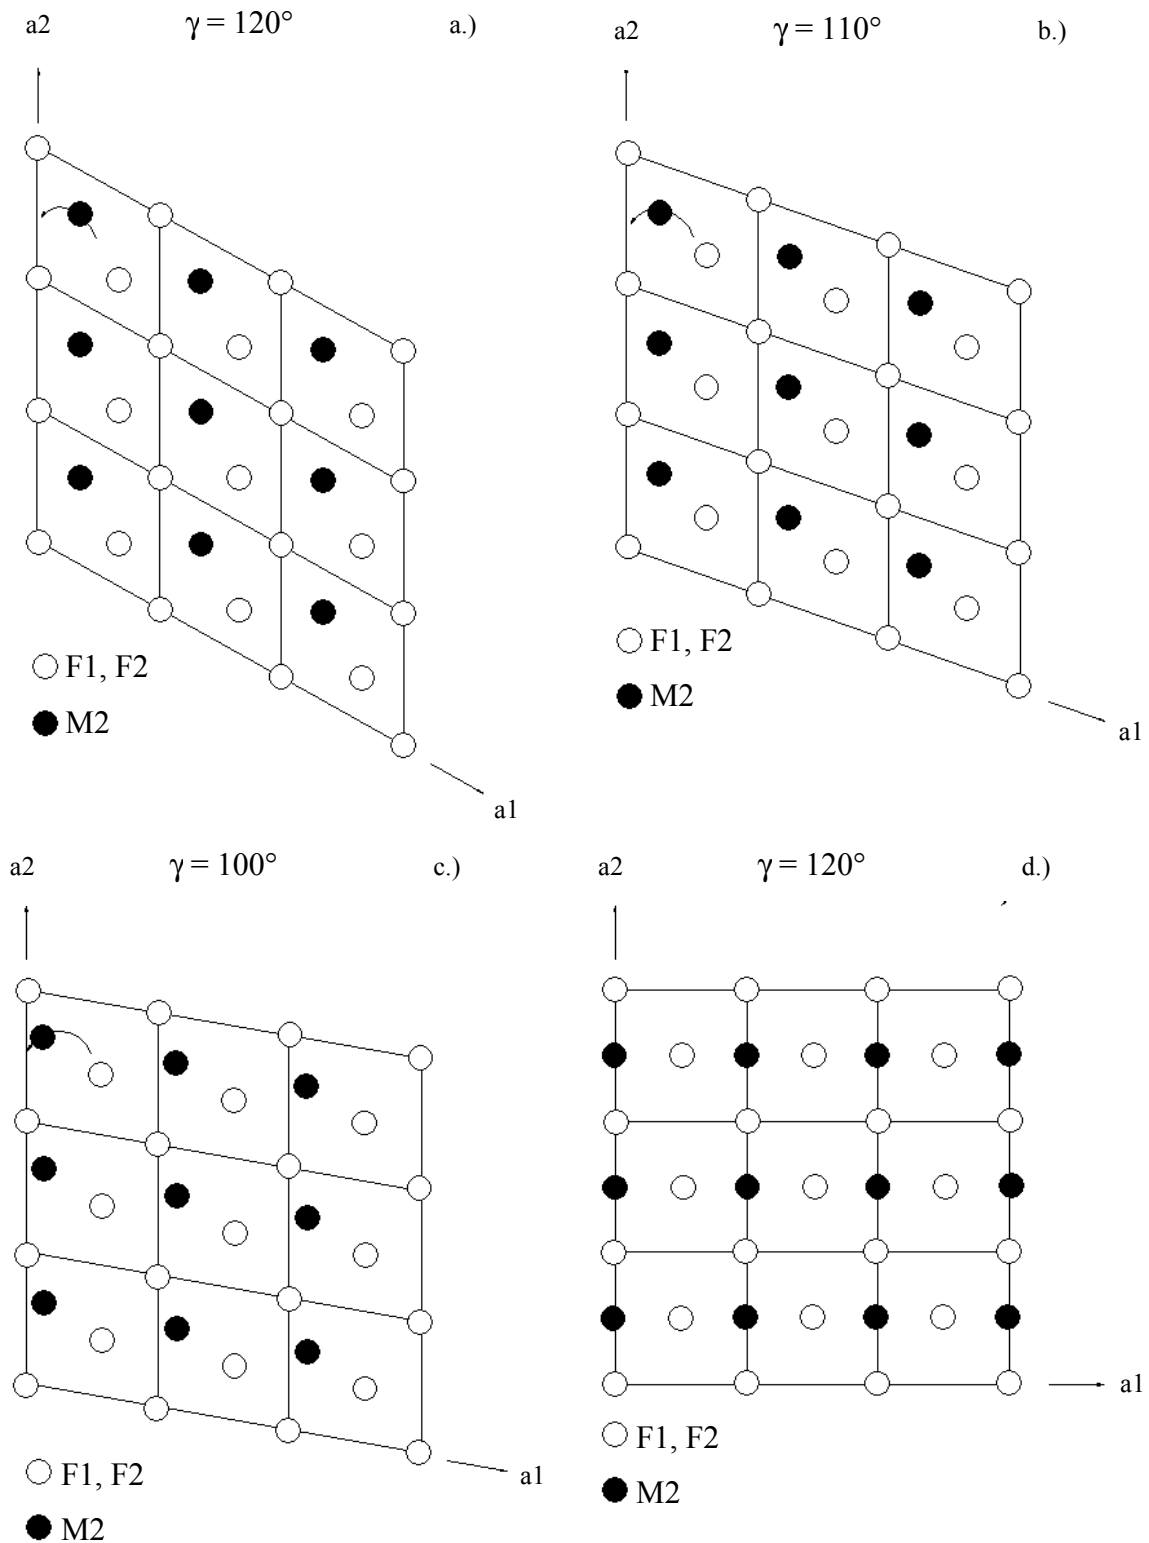 a2 γ = 120° a.)
F1, F2
M2
a1
a2 γ = 110° b.)
F1, F2
M2
a1
a2 γ = 100° c.)
a1
F1, F2
M2
a2 γ = 120° d.)
a1
F1, F2
M2